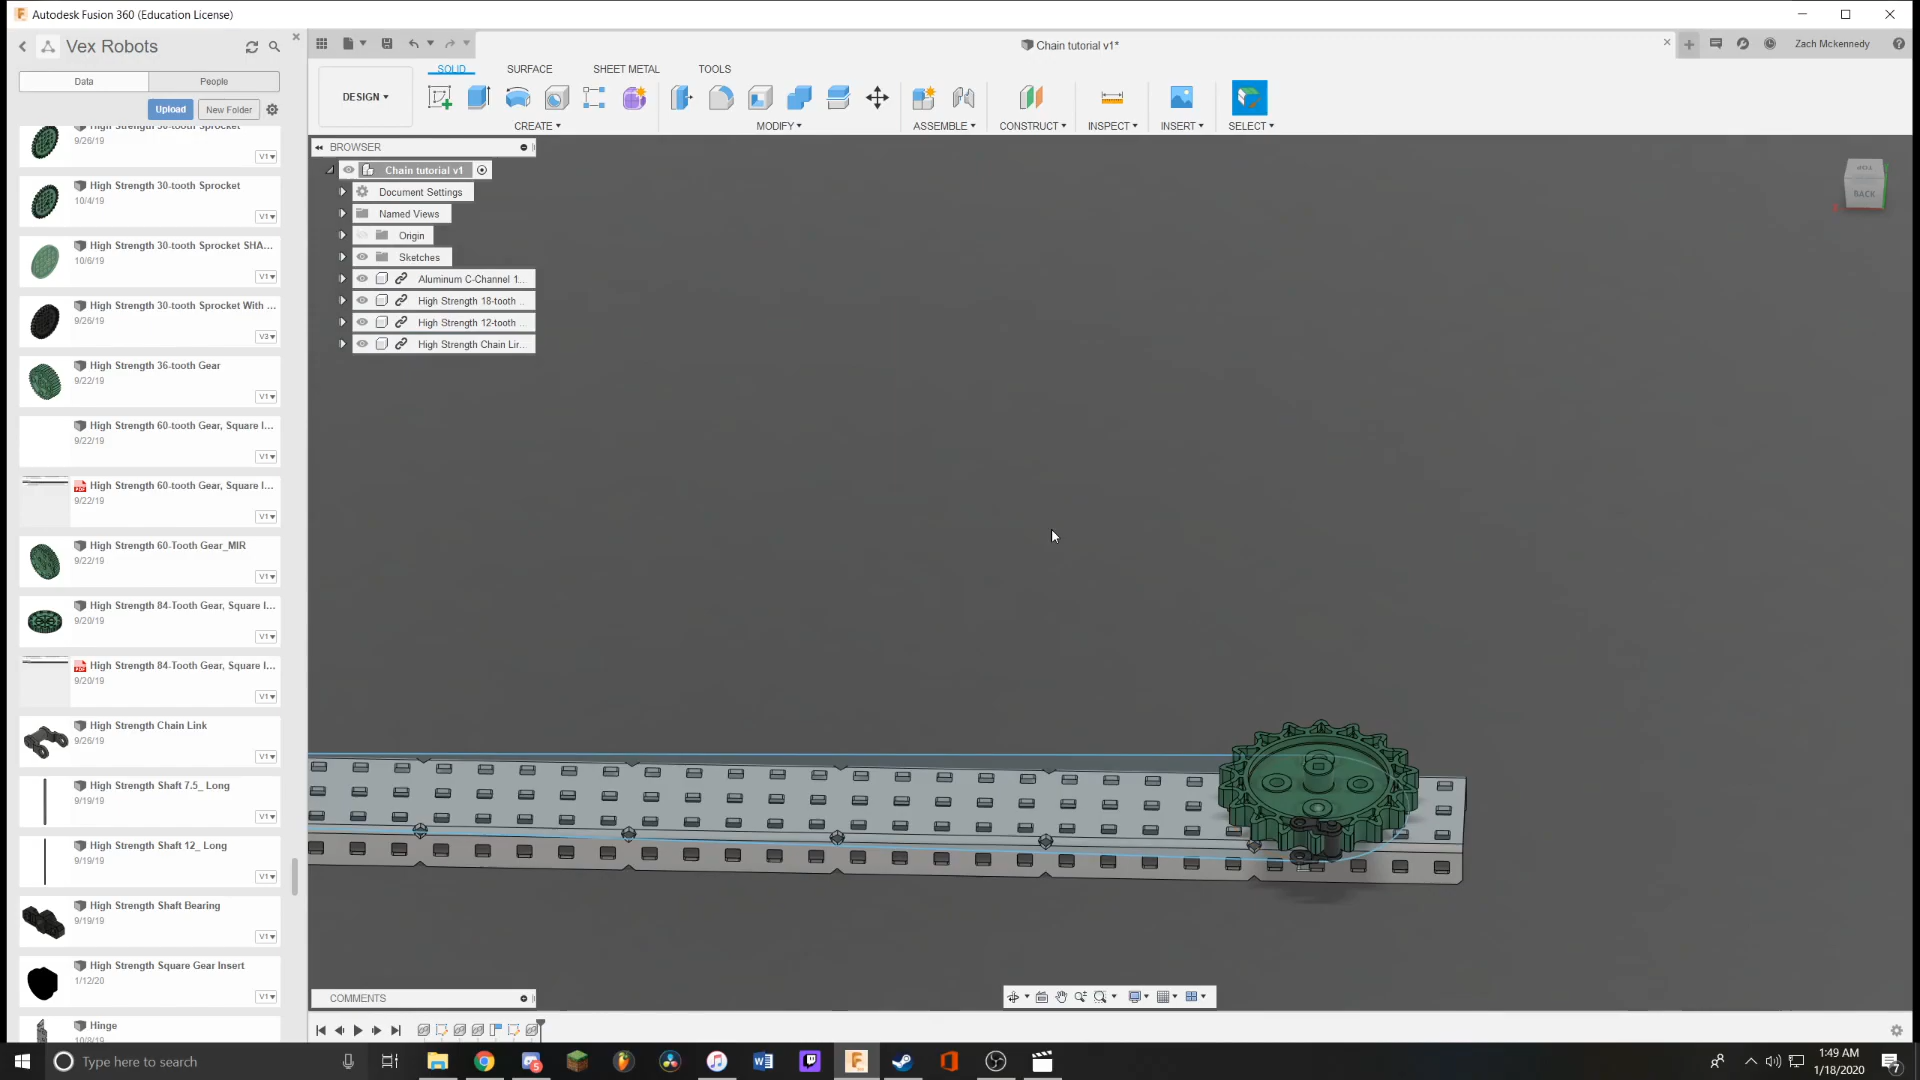 Autodesk Fusion 360 (Education License)
Vex Robots
Data
People
Upload
New Folder
High Strength 30-tooth Sprocket
9/26/19
V1
High Strength 30-tooth Sprocket
10/4/19
V1
High Strength 30-tooth Sprocket SHA...
10/6/19
V1
High Strength 30-tooth Sprocket With ...
9/26/19
V3
High Strength 36-tooth Gear
9/22/19
V1
High Strength 60-tooth Gear, Square I...
9/22/19
V1
High Strength 60-tooth Gear, Square I...
9/22/19
V1
High Strength 60-Tooth Gear_MIR
9/22/19
V1
High Strength 84-Tooth Gear, Square I...
9/20/19
V1
High Strength 84-Tooth Gear, Square I...
9/20/19
V1
High Strength Chain Link
9/26/19
V1
High Strength Shaft 7.5_ Long
9/19/19
V1
High Strength Shaft 12_ Long
9/19/19
V1
High Strength Shaft Bearing
9/19/19
V1
High Strength Square Gear Insert
1/12/20
V1
Hinge
10/8/19
Chain tutorial v1*
Zach Mckennedy
SOLID
SURFACE
SHEET METAL
TOOLS
DESIGN
CREATE
MODIFY
ASSEMBLE
CONSTRUCT
INSPECT
INSERT
SELECT
BROWSER
Chain tutorial v1
Document Settings
Named Views
Origin
Sketches
Aluminum C-Channel 1...
High Strength 18-tooth ...
High Strength 12-tooth ...
High Strength Chain Lir...
TOP
BACK
COMMENTS
Type here to search
5
1:49 AM
1/18/2020
7